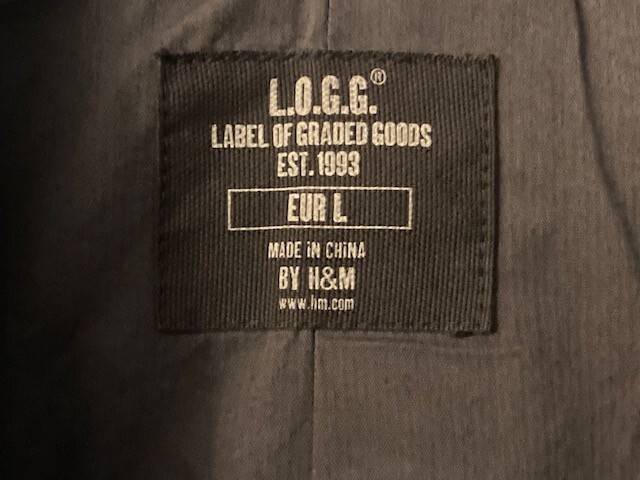 L.O.G.G.®
LABEL OF GRADED GOODS
EST. 1993
EUR L
MADE IN CHINA
BY H&M
www.hm.com